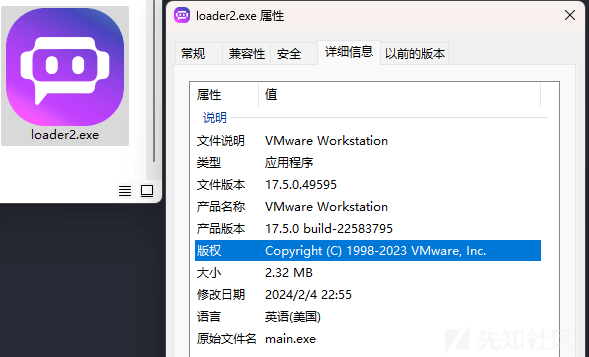 loader2.exe
loader2.exe 属性
常规 兼容性 安全 详细信息 以前的版本
属性 值
说明
文件说明 VMware Workstation
类型 应用程序
文件版本 17.5.0.49595
产品名称 VMware Workstation
产品版本 17.5.0 build-22583795
版权 Copyright (C) 1998-2023 VMware, Inc.
大小 2.32 MB
修改日期 2024/2/4 22:55
语言 英语(美国)
原始文件名 main.exe
先知社区